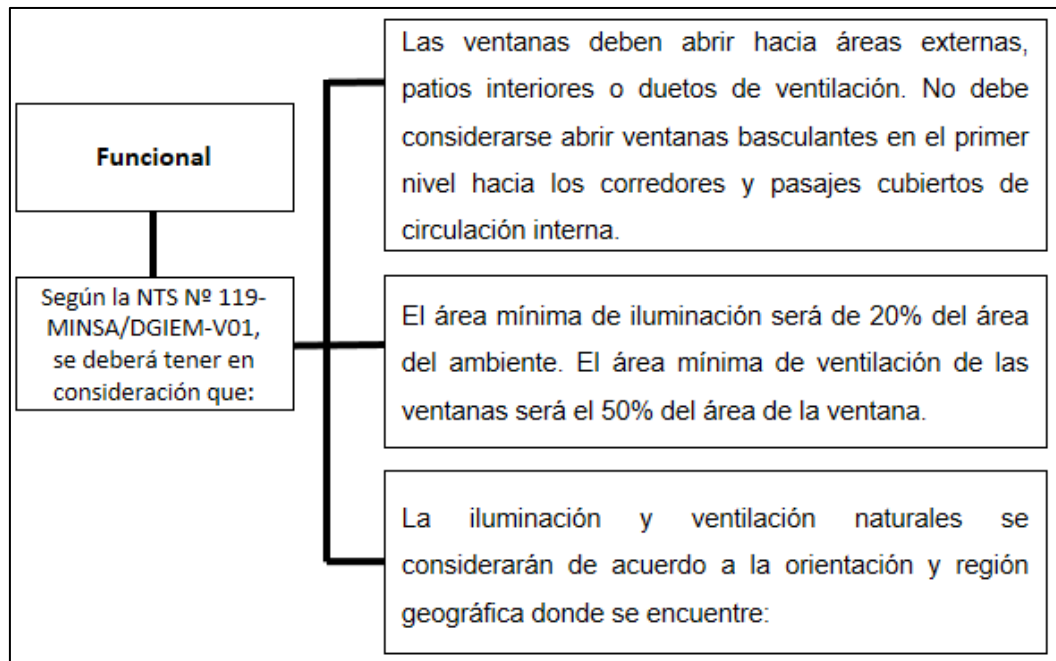 Funcional
Según la NTS Nº 119-
MINSA/DGIEM-V01,
se deberá tener en
consideración que:
Las ventanas deben abrir hacia áreas externas,
patios interiores o duetos de ventilación. No debe
considerarse abrir ventanas basculantes en el primer
nivel hacia los corredores y pasajes cubiertos de
circulación interna.
El área mínima de iluminación será de 20% del área
del ambiente. El área mínima de ventilación de las
ventanas será el 50% del área de la ventana.
La iluminación y ventilación naturales se
considerarán de acuerdo a la orientación y región
geográfica donde se encuentre: